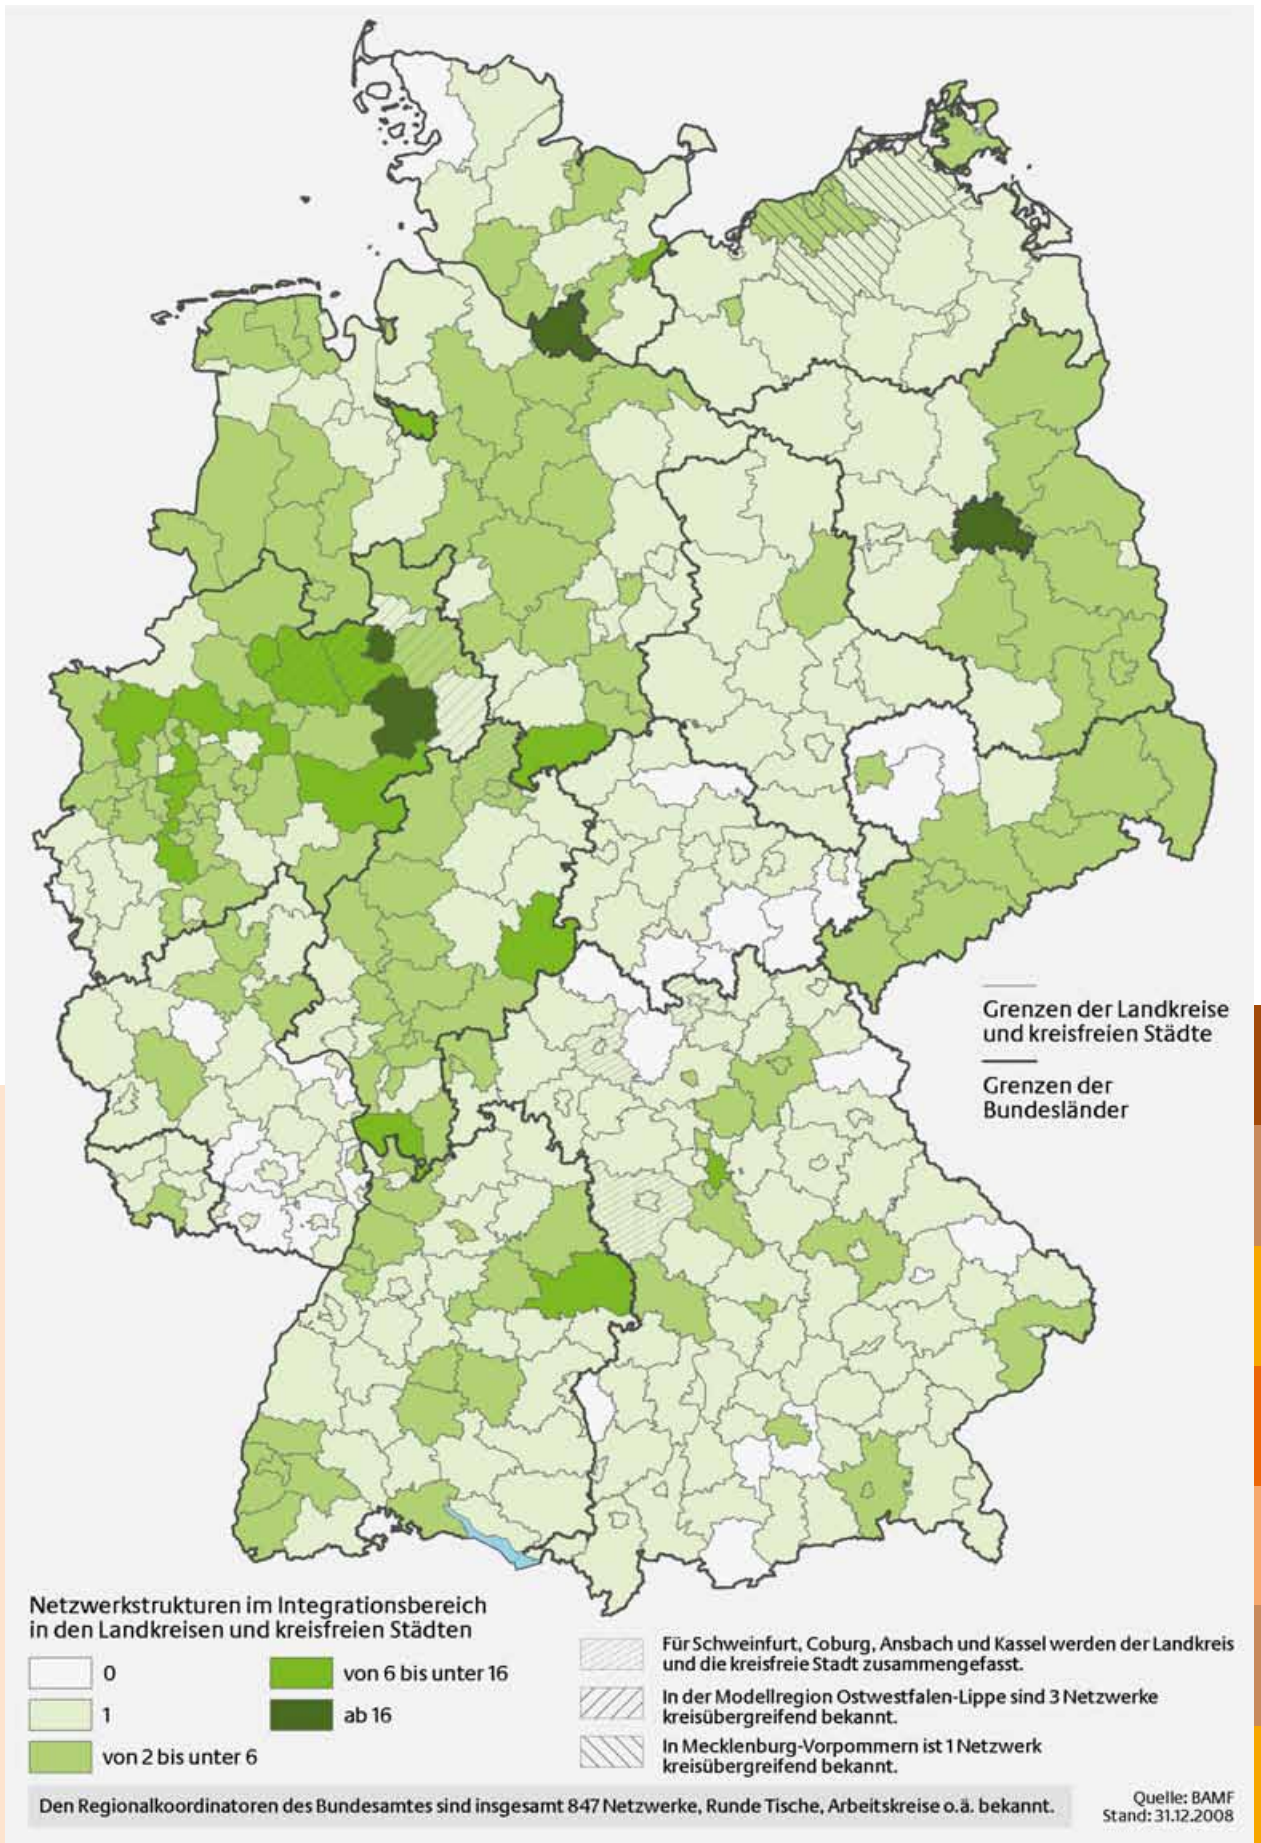 Grenzen der Landkreise
und kreisfreien Städte
Grenzen der
Bundesländer
Netzwerkstrukturen im Integrationsbereich
in den Landkreisen und kreisfreien Städten
0
1
von 2 bis unter 6
von 6 bis unter 16
ab 16
Für Schweinfurt, Coburg, Ansbach und Kassel werden der Landkreis
und die kreisfreie Stadt zusammengefasst.
In der Modellregion Ostwestfalen-Lippe sind 3 Netzwerke
kreisübergreifend bekannt.
In Mecklenburg-Vorpommern ist 1 Netzwerk
kreisübergreifend bekannt.
Den Regionalkoordinatoren des Bundesamtes sind insgesamt 847 Netzwerke, Runde Tische, Arbeitskreise o.ä. bekannt.
Quelle: BAMF
Stand: 31.12.2008